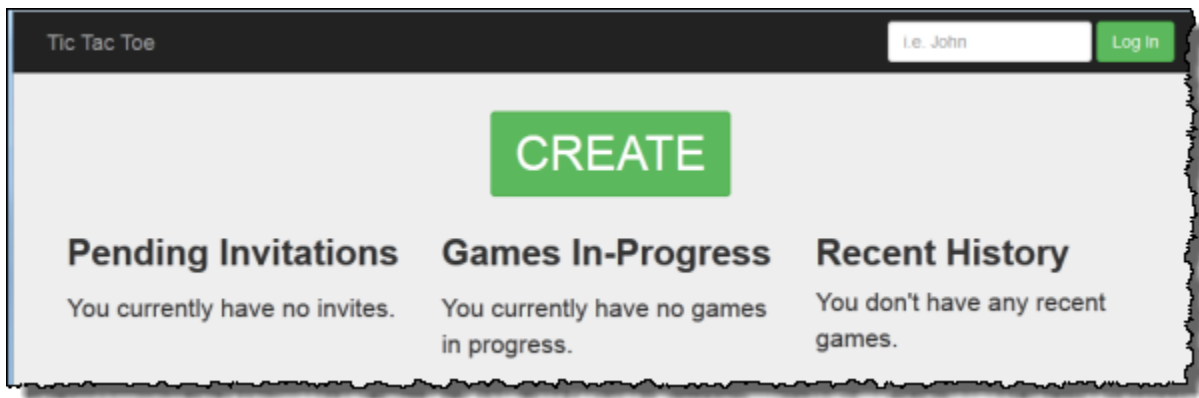 Tic Tac Toe
i.e. John
Log In
CREATE
Pending Invitations
You currently have no invites.
Games In-Progress
You currently have no games
in progress.
Recent History
You don't have any recent
games.